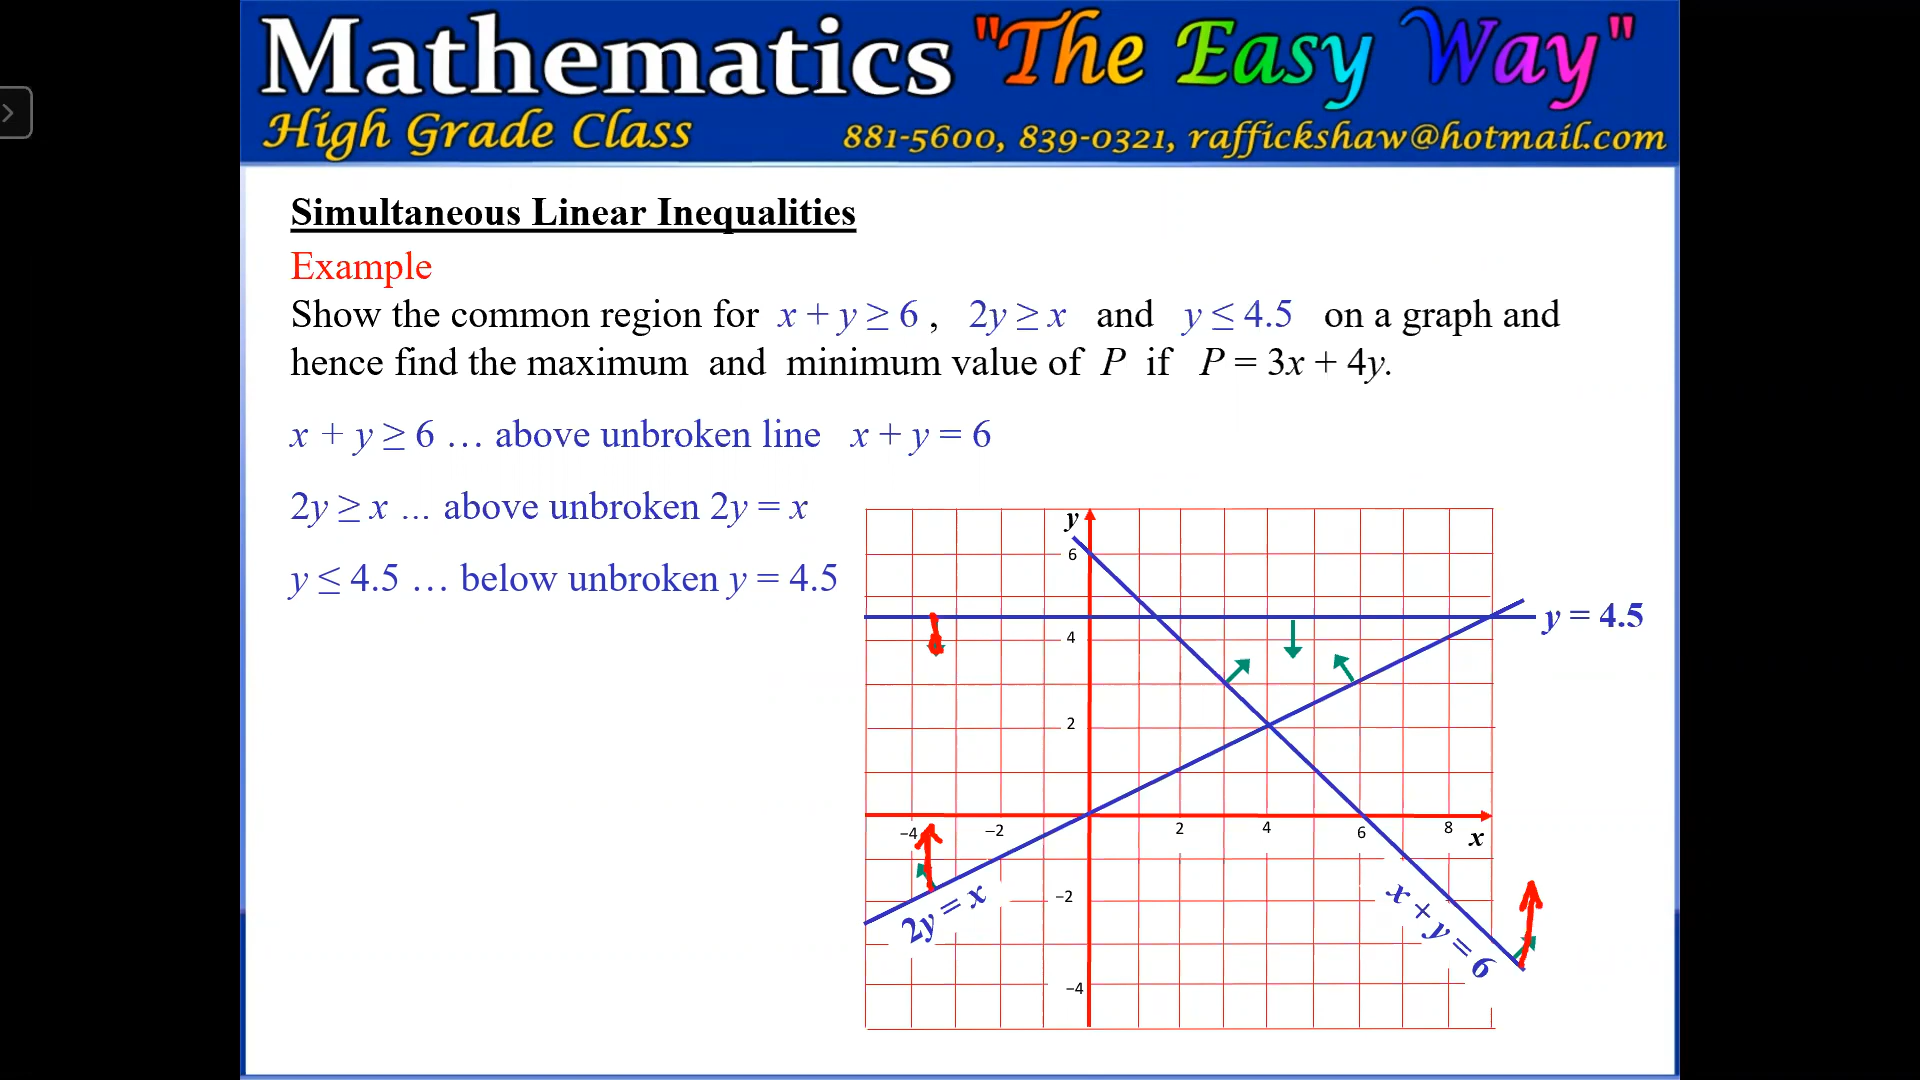 Mathematics "The Easy Way"
High Grade Class 881-5600, 839-0321, raffickshaw@hotmail.com
Simultaneous Linear Inequalities
Example
Show the common region for x + y ≥ 6 , 2y ≥ x and y ≤ 4.5 on a graph and
hence find the maximum and minimum value of P if P = 3x + 4y.
x + y ≥ 6 … above unbroken line x + y = 6
2y ≥ x … above unbroken 2y = x
y ≤ 4.5 … below unbroken y = 4.5
y
6
y = 4.5
4
2
–4 –2 2 4 6 8 x
–2
2y = x
x + y = 6
–4